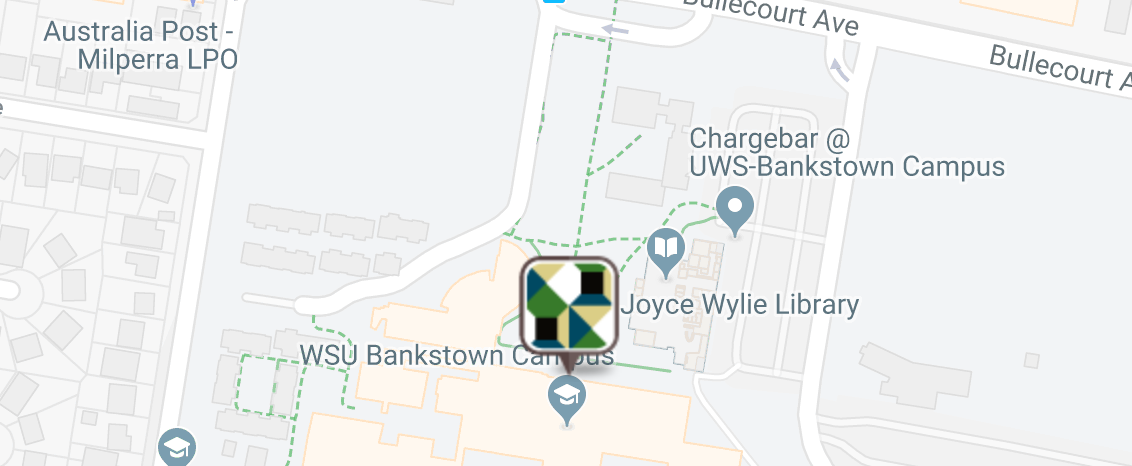 Bullecourt Ave
Australia Post -
Milperra LPO
Bullecourt A
Chargebar @
UWS-Bankstown Campus
Joyce Wylie Library
WSU Bankstown Campus